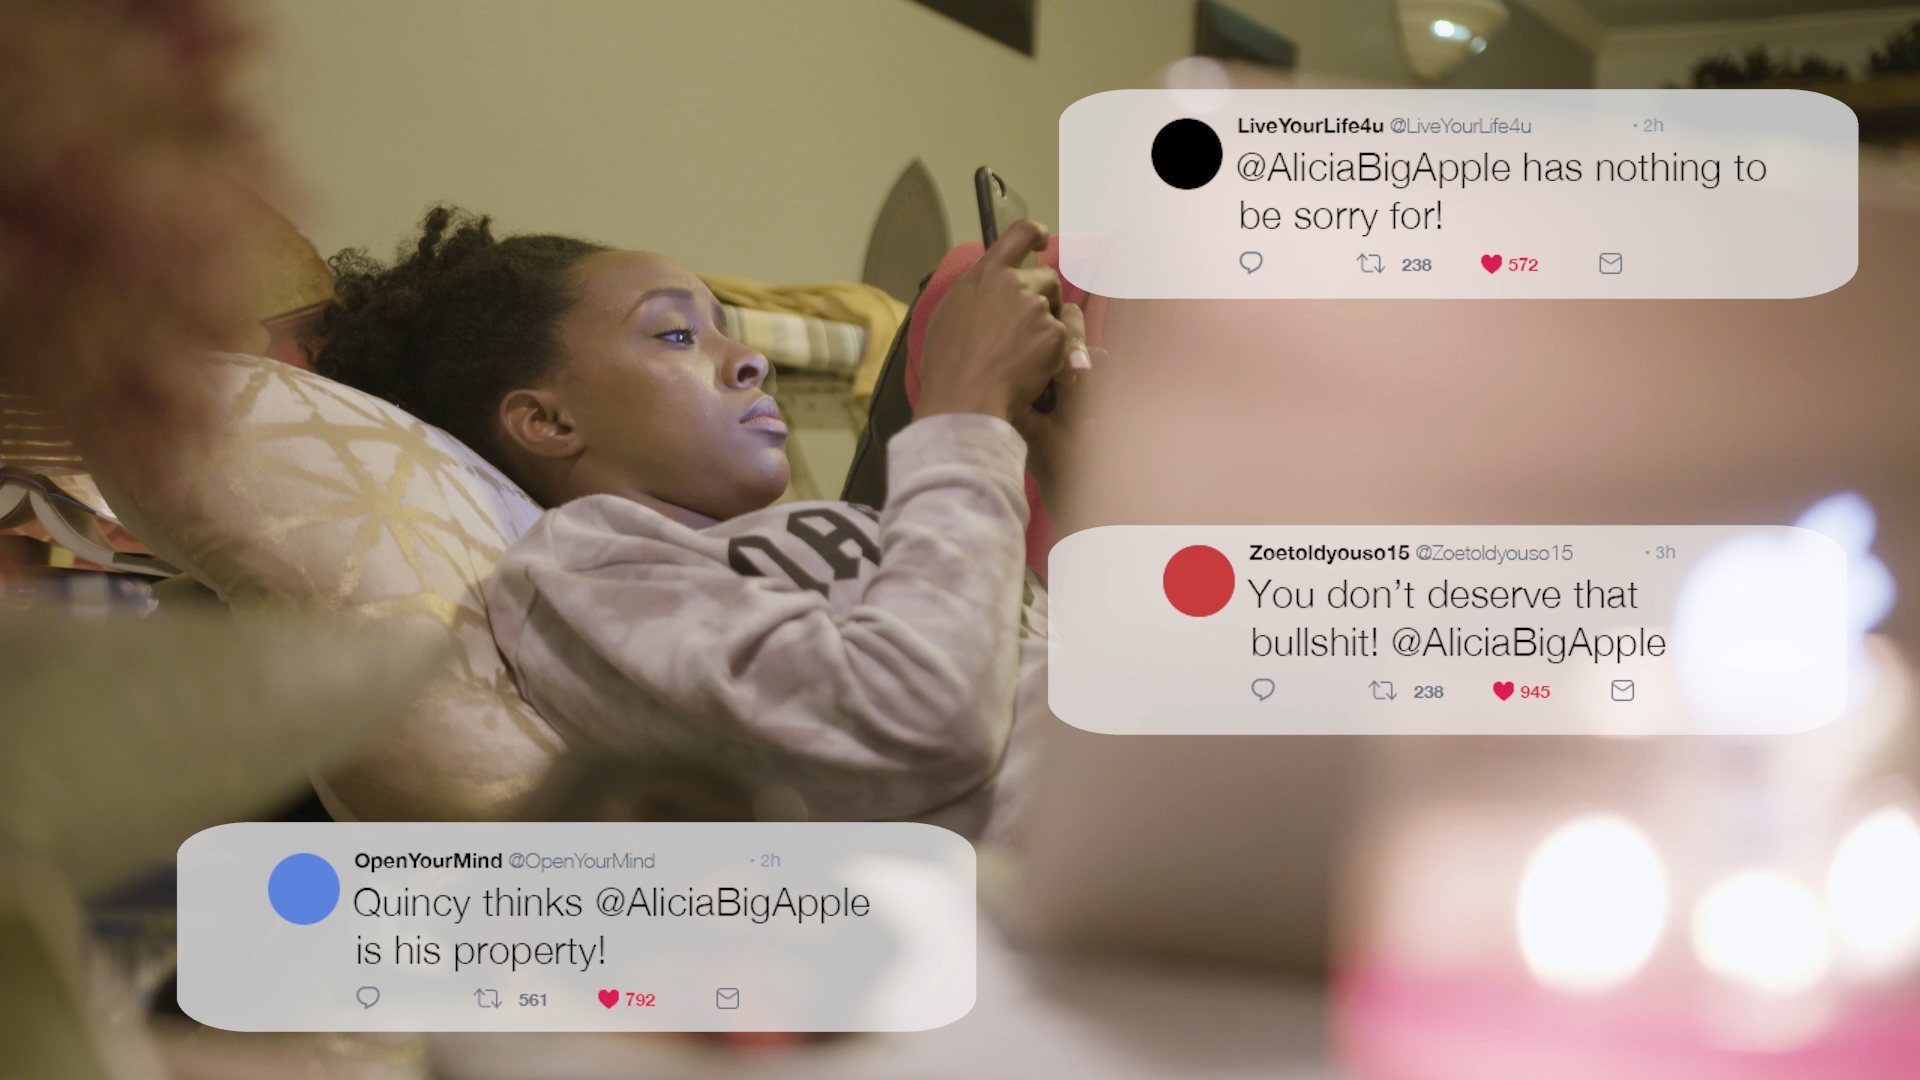 LiveYourLife4u @LiveYourLife4u · 2h
@AliciaBigApple has nothing to
be sorry for!
238 572
Zoetoldyouso15 @Zoetoldyouso15 · 3h
You don’t deserve that
bullshit! @AliciaBigApple
238 945
OpenYourMind @OpenYourMind · 2h
Quincy thinks @AliciaBigApple
is his property!
561 792